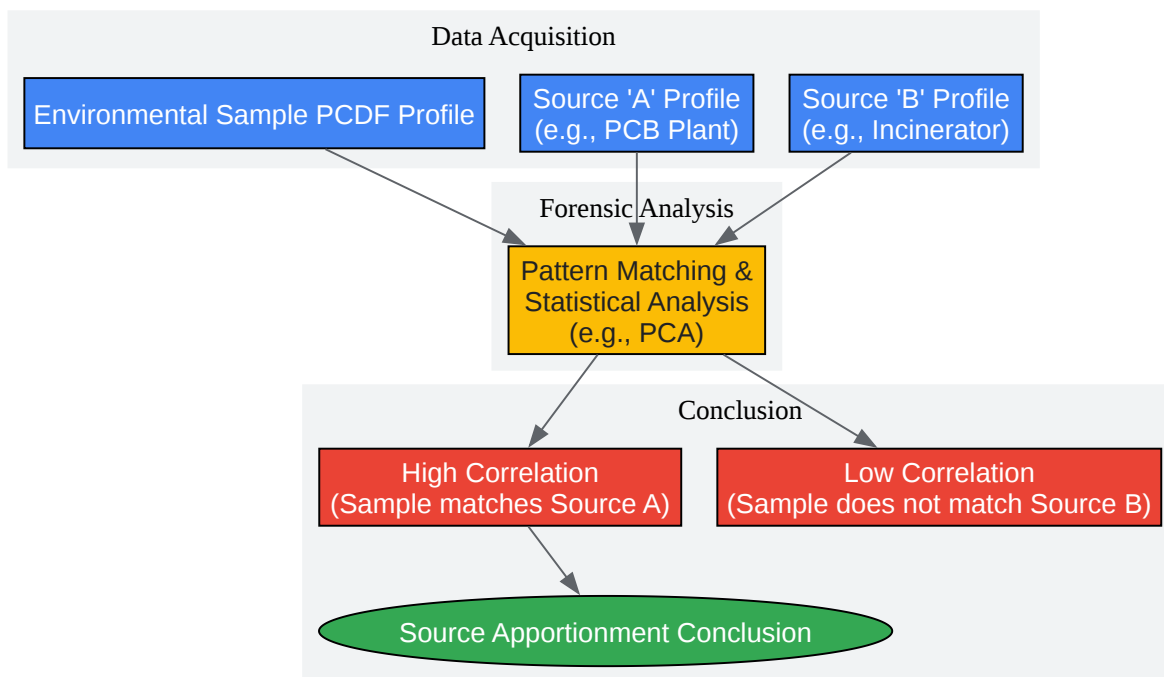 Data Acquisition
Environmental Sample PCDF Profile
Source 'A' Profile
(e.g., PCB Plant)
Source 'B' Profile
(e.g., Incinerator)
Forensic Analysis
Pattern Matching &
Statistical Analysis
(e.g., PCA)
Conclusion
High Correlation
(Sample matches Source A)
Low Correlation
(Sample does not match Source B)
Source Apportionment Conclusion